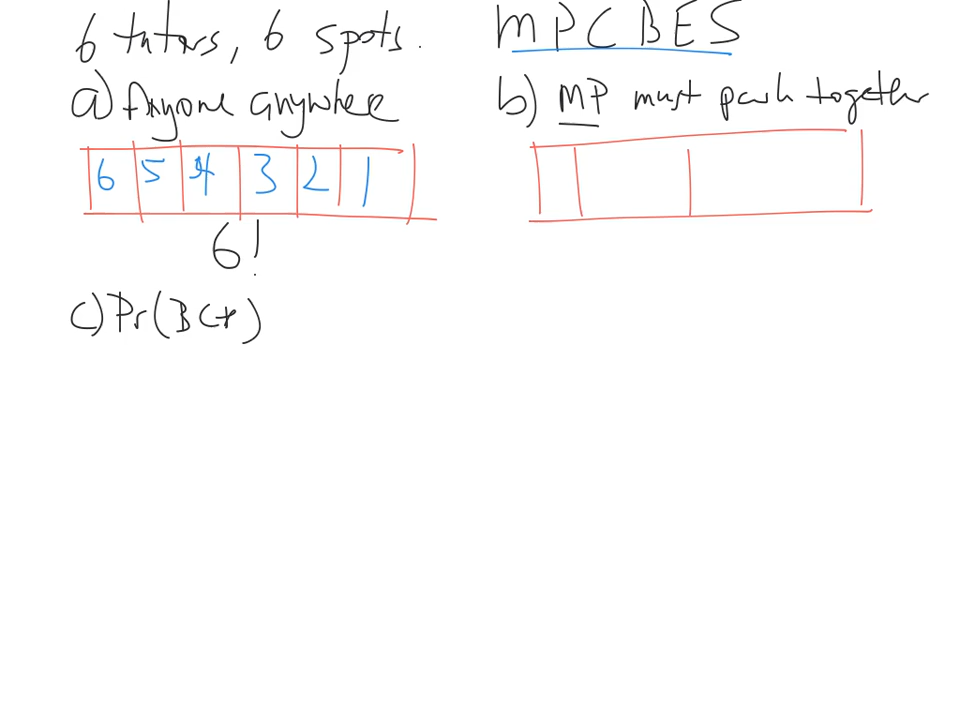 6 tutors, 6 spots.
MPCBES
a) Anyone anywhere
b) MP must park together
6 5 4 3 2 1
6!
c) Pr(BC+)